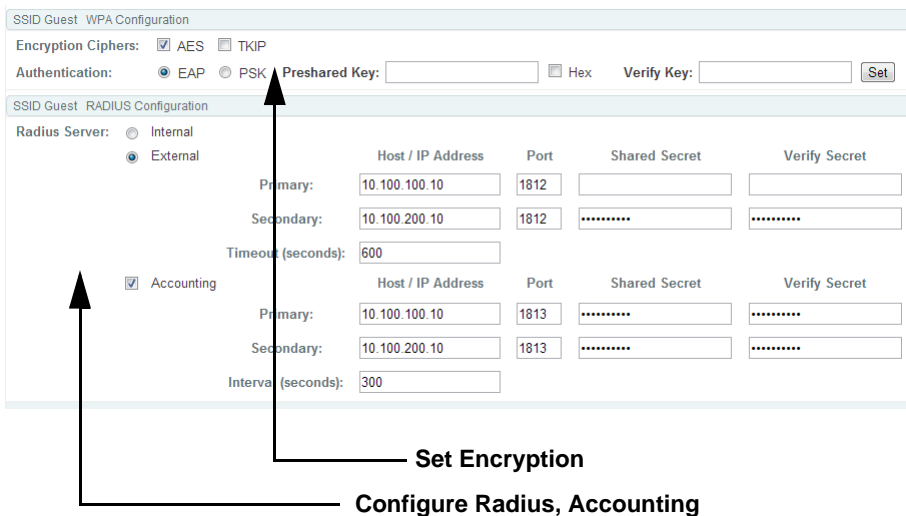 SSID Guest WPA Configuration
Encryption Ciphers: AES TKIP
Authentication: EAP PSK Preshared Key: Hex Verify Key: Set
SSID Guest RADIUS Configuration
Radius Server: Internal
External Host / IP Address Port Shared Secret Verify Secret
Primary: 10.100.100.10 1812
Secondary: 10.100.200.10 1812 •••••••••• ••••••••••
Timeout (seconds): 600
Accounting Host / IP Address Port Shared Secret Verify Secret
Primary: 10.100.100.10 1813 •••••••••• ••••••••••
Secondary: 10.100.200.10 1813 •••••••••• ••••••••••
Interval (seconds): 300
Set Encryption
Configure Radius, Accounting